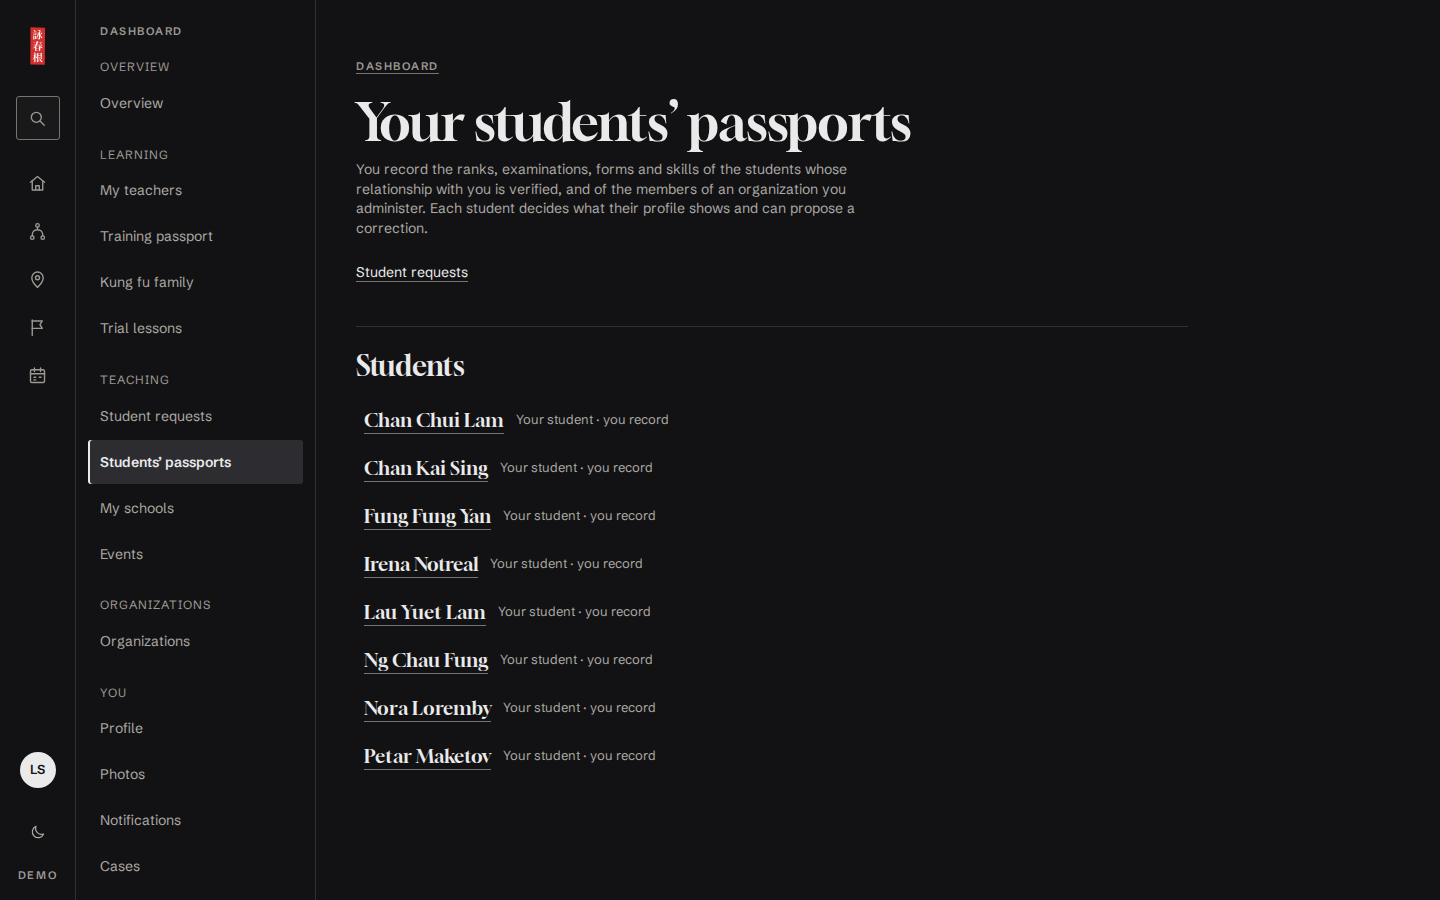 詠春根
DASHBOARD
OVERVIEW
Overview
LEARNING
My teachers
Training passport
Kung fu family
Trial lessons
TEACHING
Student requests
Students’ passports
My schools
Events
ORGANIZATIONS
Organizations
YOU
Profile
Photos
Notifications
Cases
LS
DEMO
DASHBOARD
Your students’ passports
You record the ranks, examinations, forms and skills of the students whose
relationship with you is verified, and of the members of an organization you
administer. Each student decides what their profile shows and can propose a
correction.
Student requests
Students
Chan Chui Lam Your student · you record
Chan Kai Sing Your student · you record
Fung Fung Yan Your student · you record
Irena Notreal Your student · you record
Lau Yuet Lam Your student · you record
Ng Chau Fung Your student · you record
Nora Loremby Your student · you record
Petar Maketov Your student · you record